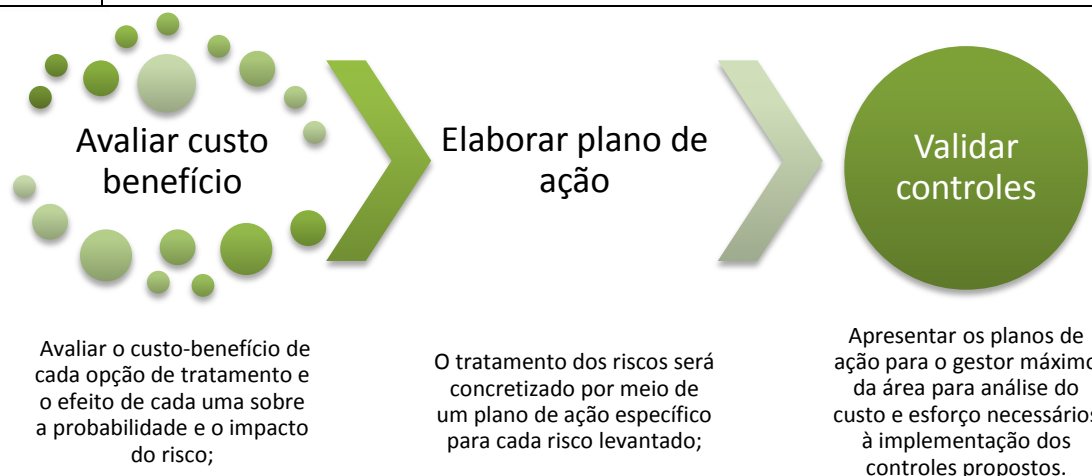 Avaliar custo
benefício
Elaborar plano de
ação
Validar
controles
Avaliar o custo-benefício de
cada opção de tratamento e
o efeito de cada uma sobre
a probabilidade e o impacto
do risco;
O tratamento dos riscos será
concretizado por meio de
um plano de ação específico
para cada risco levantado;
Apresentar os planos de
ação para o gestor máximo
da área para análise do
custo e esforço necessários
à implementação dos
controles propostos.